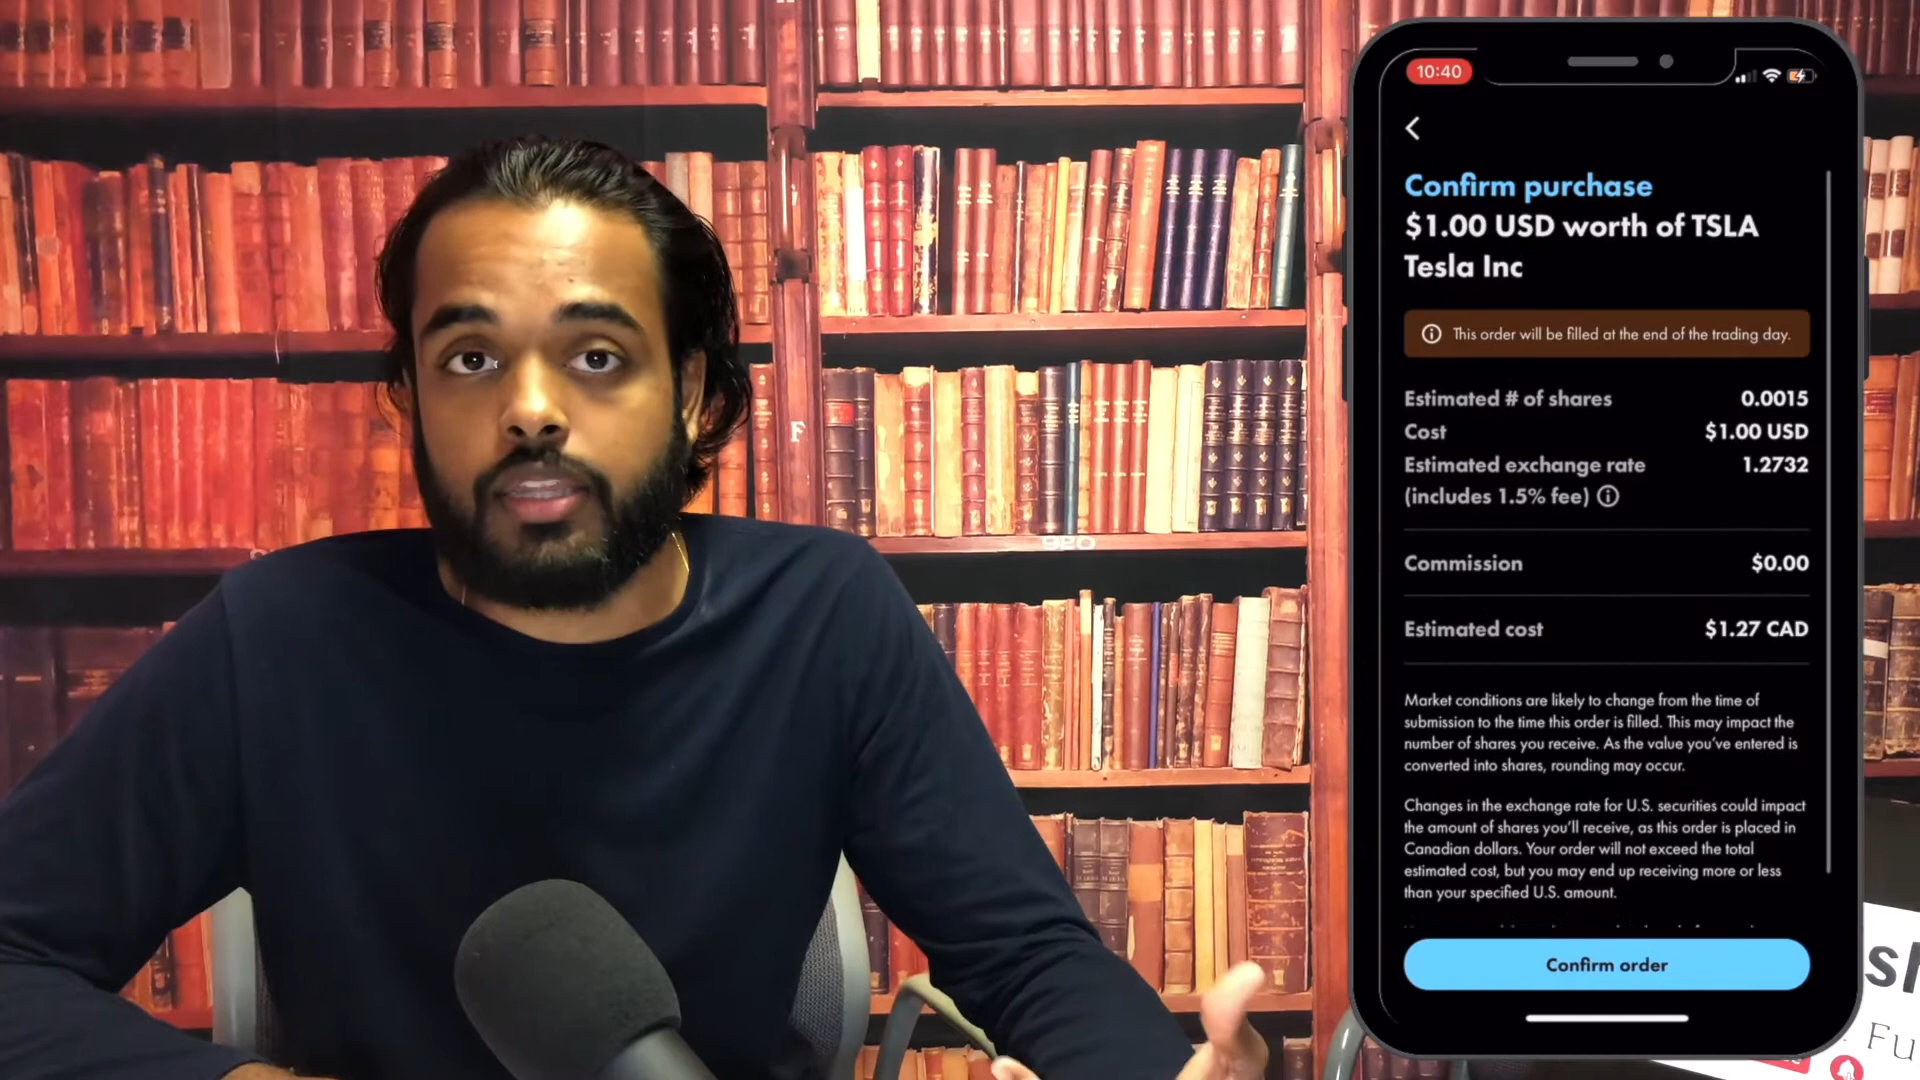 10:40
Confirm purchase
$1.00 USD worth of TSLA
Tesla Inc
This order will be filled at the end of the trading day.
Estimated # of shares 0.0015
Cost $1.00 USD
Estimated exchange rate 1.2732
(includes 1.5% fee)
Commission $0.00
Estimated cost $1.27 CAD
Market conditions are likely to change from the time of
submission to the time this order is filled. This may impact the
number of shares you receive. As the value you've entered is
converted into shares, rounding may occur.
Changes in the exchange rate for U.S. securities could impact
the amount of shares you'll receive, as this order is placed in
Canadian dollars. Your order will not exceed the total
estimated cost, but you may end up receiving more or less
than your specified U.S. amount.
Confirm order
F